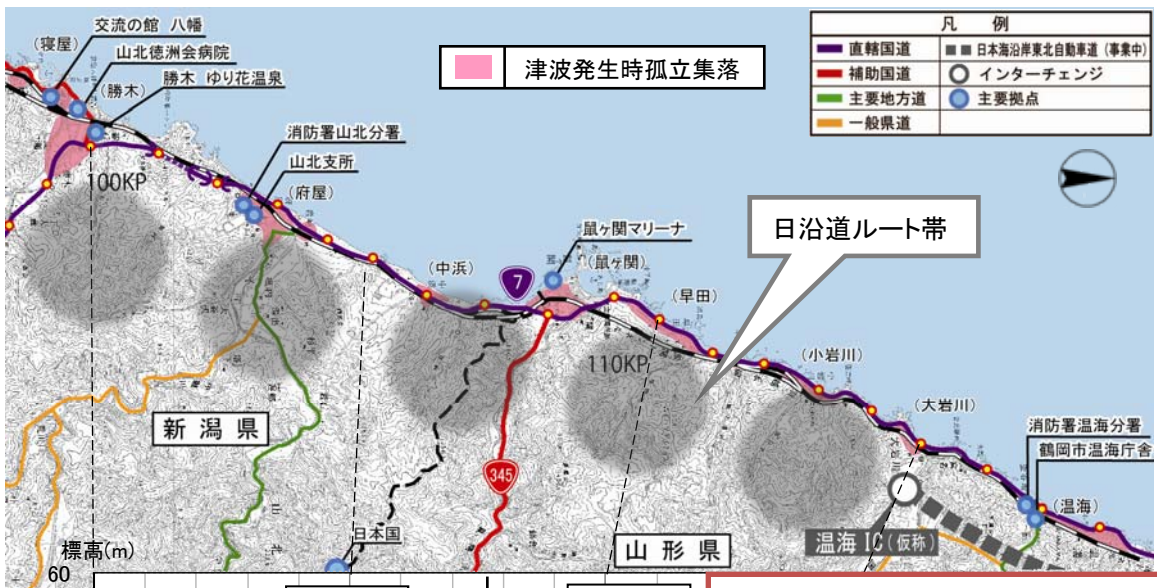 交流の館 八幡
(寝屋)
山北徳洲会病院
勝木 ゆり花温泉
(勝木)
消防署山北分署
山北支所
(府屋)
100KP
津波発生時孤立集落
凡 例
直轄国道
日本海沿岸東北自動車道(事業中)
補助国道
インターチェンジ
主要地方道
主要拠点
一般県道
日沿道ルート帯
鼠ヶ関マリーナ
(鼠ヶ関)
(中浜)
7
(早田)
110KP
(小岩川)
(大岩川)
消防署温海分署
鶴岡市温海庁舎
(温海)
新潟県
345
日本国
山形県
温海 IC(仮称)
標高(m)
60